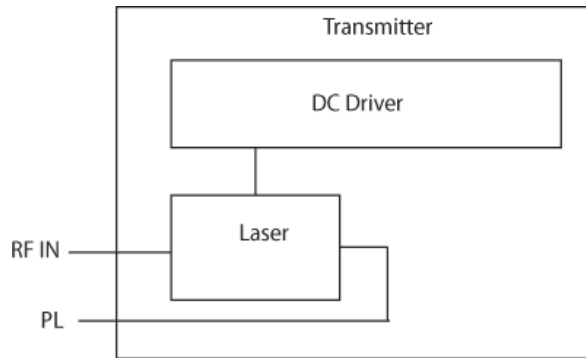 Transmitter
DC Driver
Laser
RF IN
PL